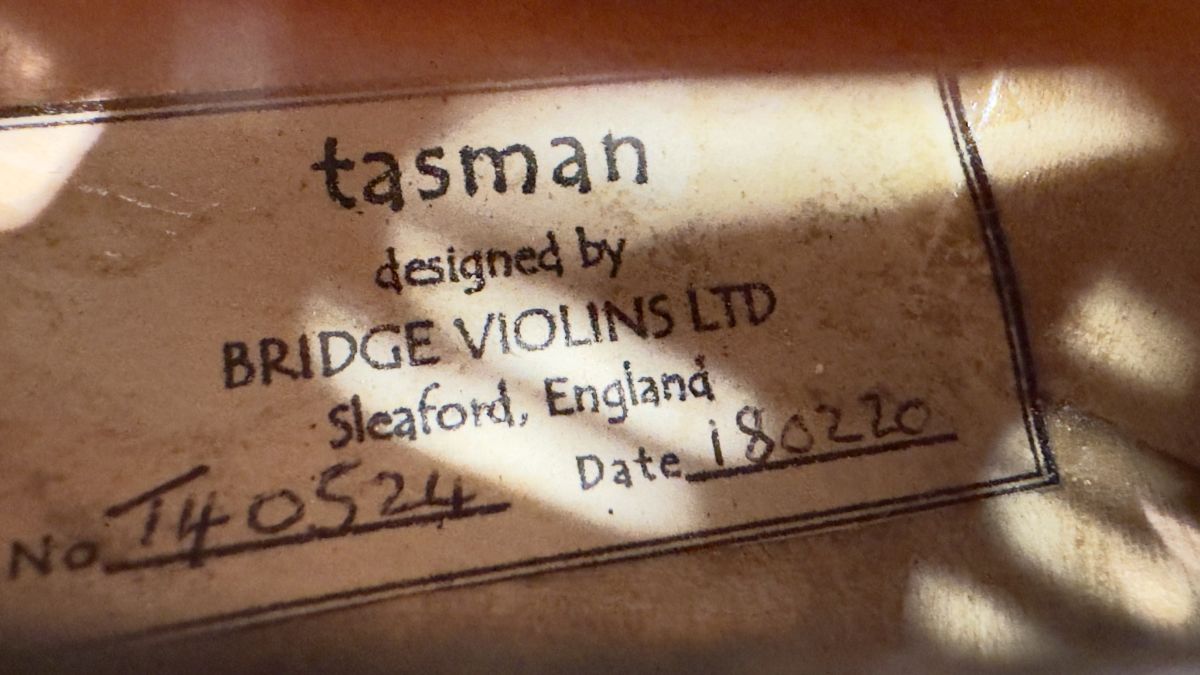 tasman
designed by
BRIDGE VIOLINS LTD
Sleaford, England
No T40524 Date 180220